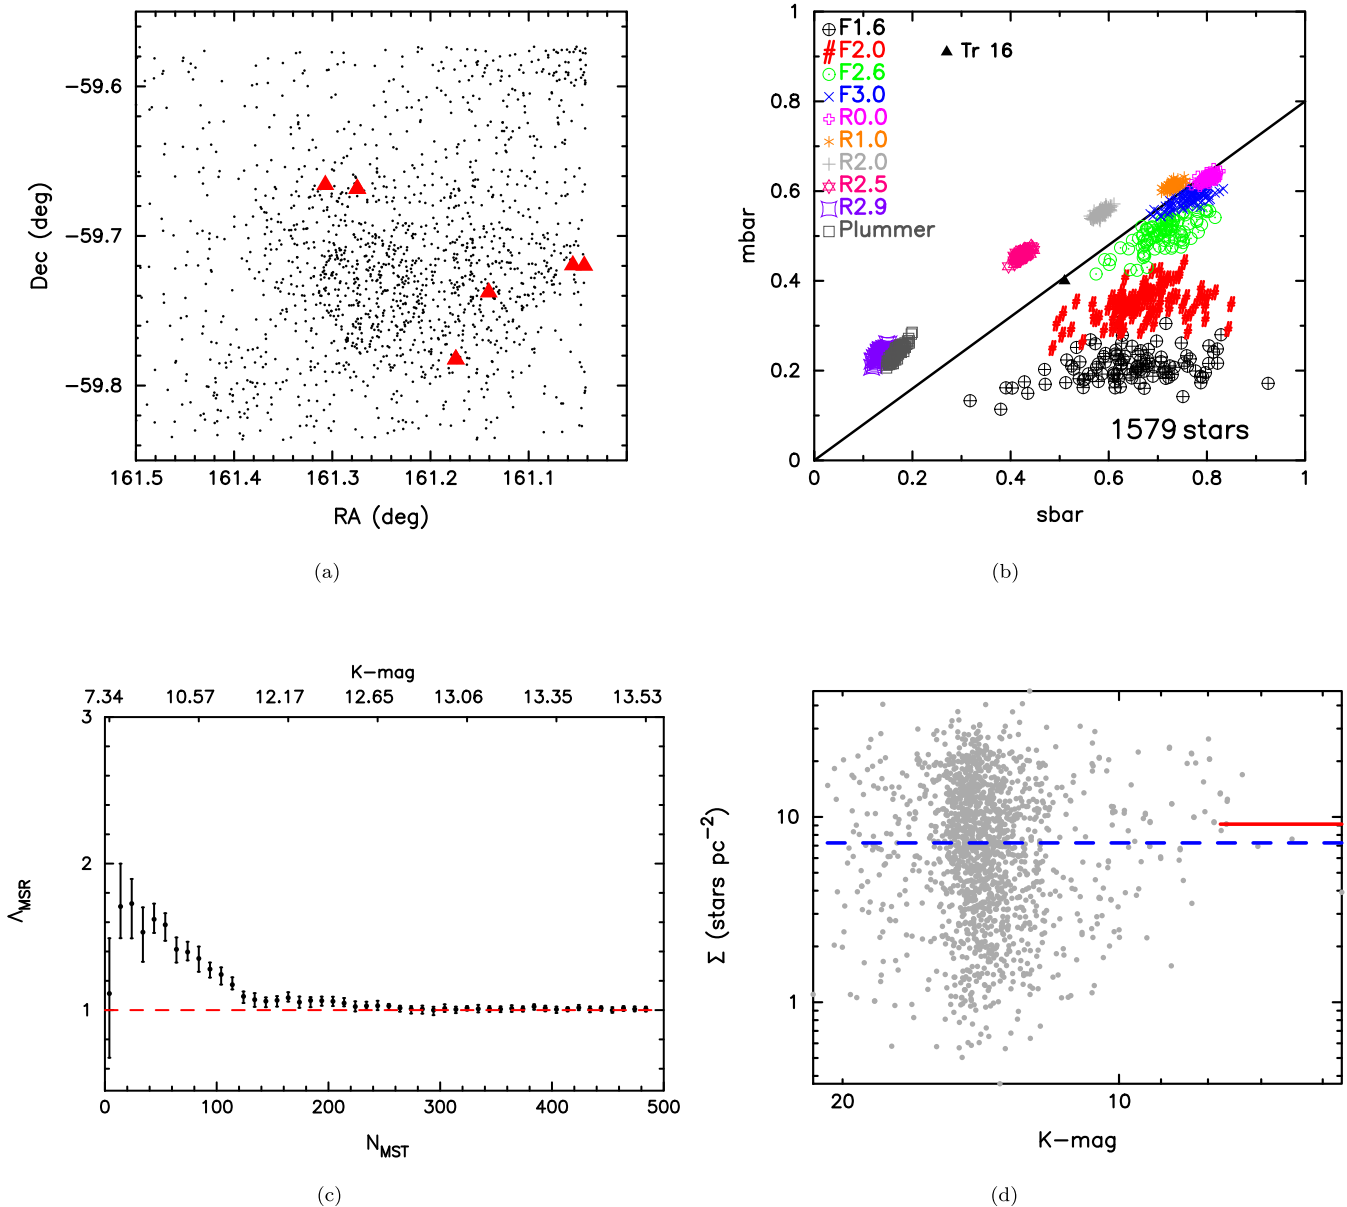 −59.6
−59.7
−59.8
Dec (deg)
161.5 161.4 161.3 161.2 161.1
RA (deg)
(a)
1
0.8
0.6
0.4
0.2
0
mbar
F1.6
F2.0
F2.6
F3.0
R0.0
R1.0
R2.0
R2.5
R2.9
Plummer
Tr 16
1579 stars
0 0.2 0.4 0.6 0.8 1
sbar
(b)
K−mag
7.34 10.57 12.17 12.65 13.06 13.35 13.53
3
2
1
Λ_MSR
0 100 200 300 400 500
N_MST
(c)
10
1
Σ (stars pc⁻²)
20 10
K−mag
(d)